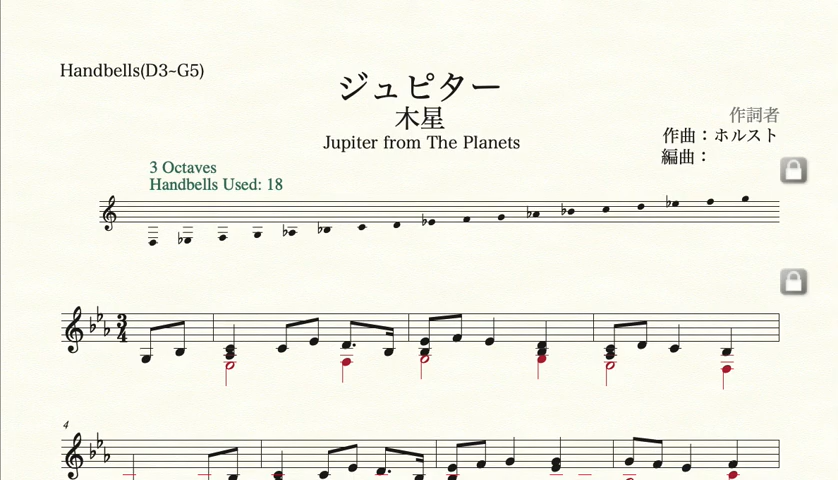 Handbells(D3~G5)
ジュピター
木星
Jupiter from The Planets
作詞者
作曲：ホルスト
編曲：
3 Octaves
Handbells Used: 18
3
4
4